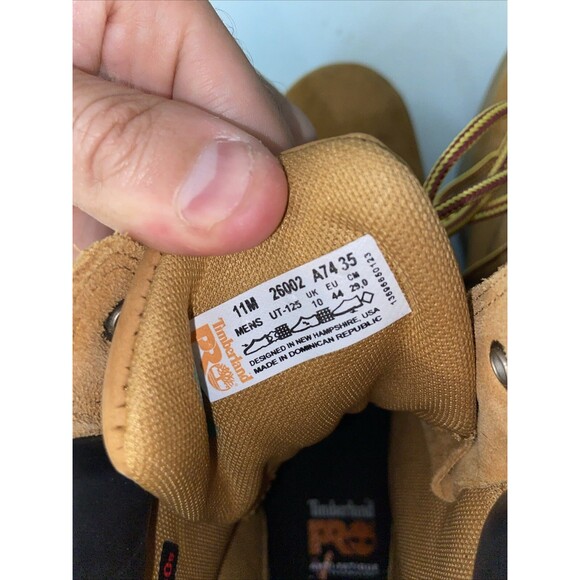 11M 26002 A74 35
MENS UT-125 UK EU CM
10 44 29.0
DESIGNED IN NEW HAMPSHIRE, USA
MADE IN DOMINICAN REPUBLIC
Timberland
PRO
Timberland
PRO